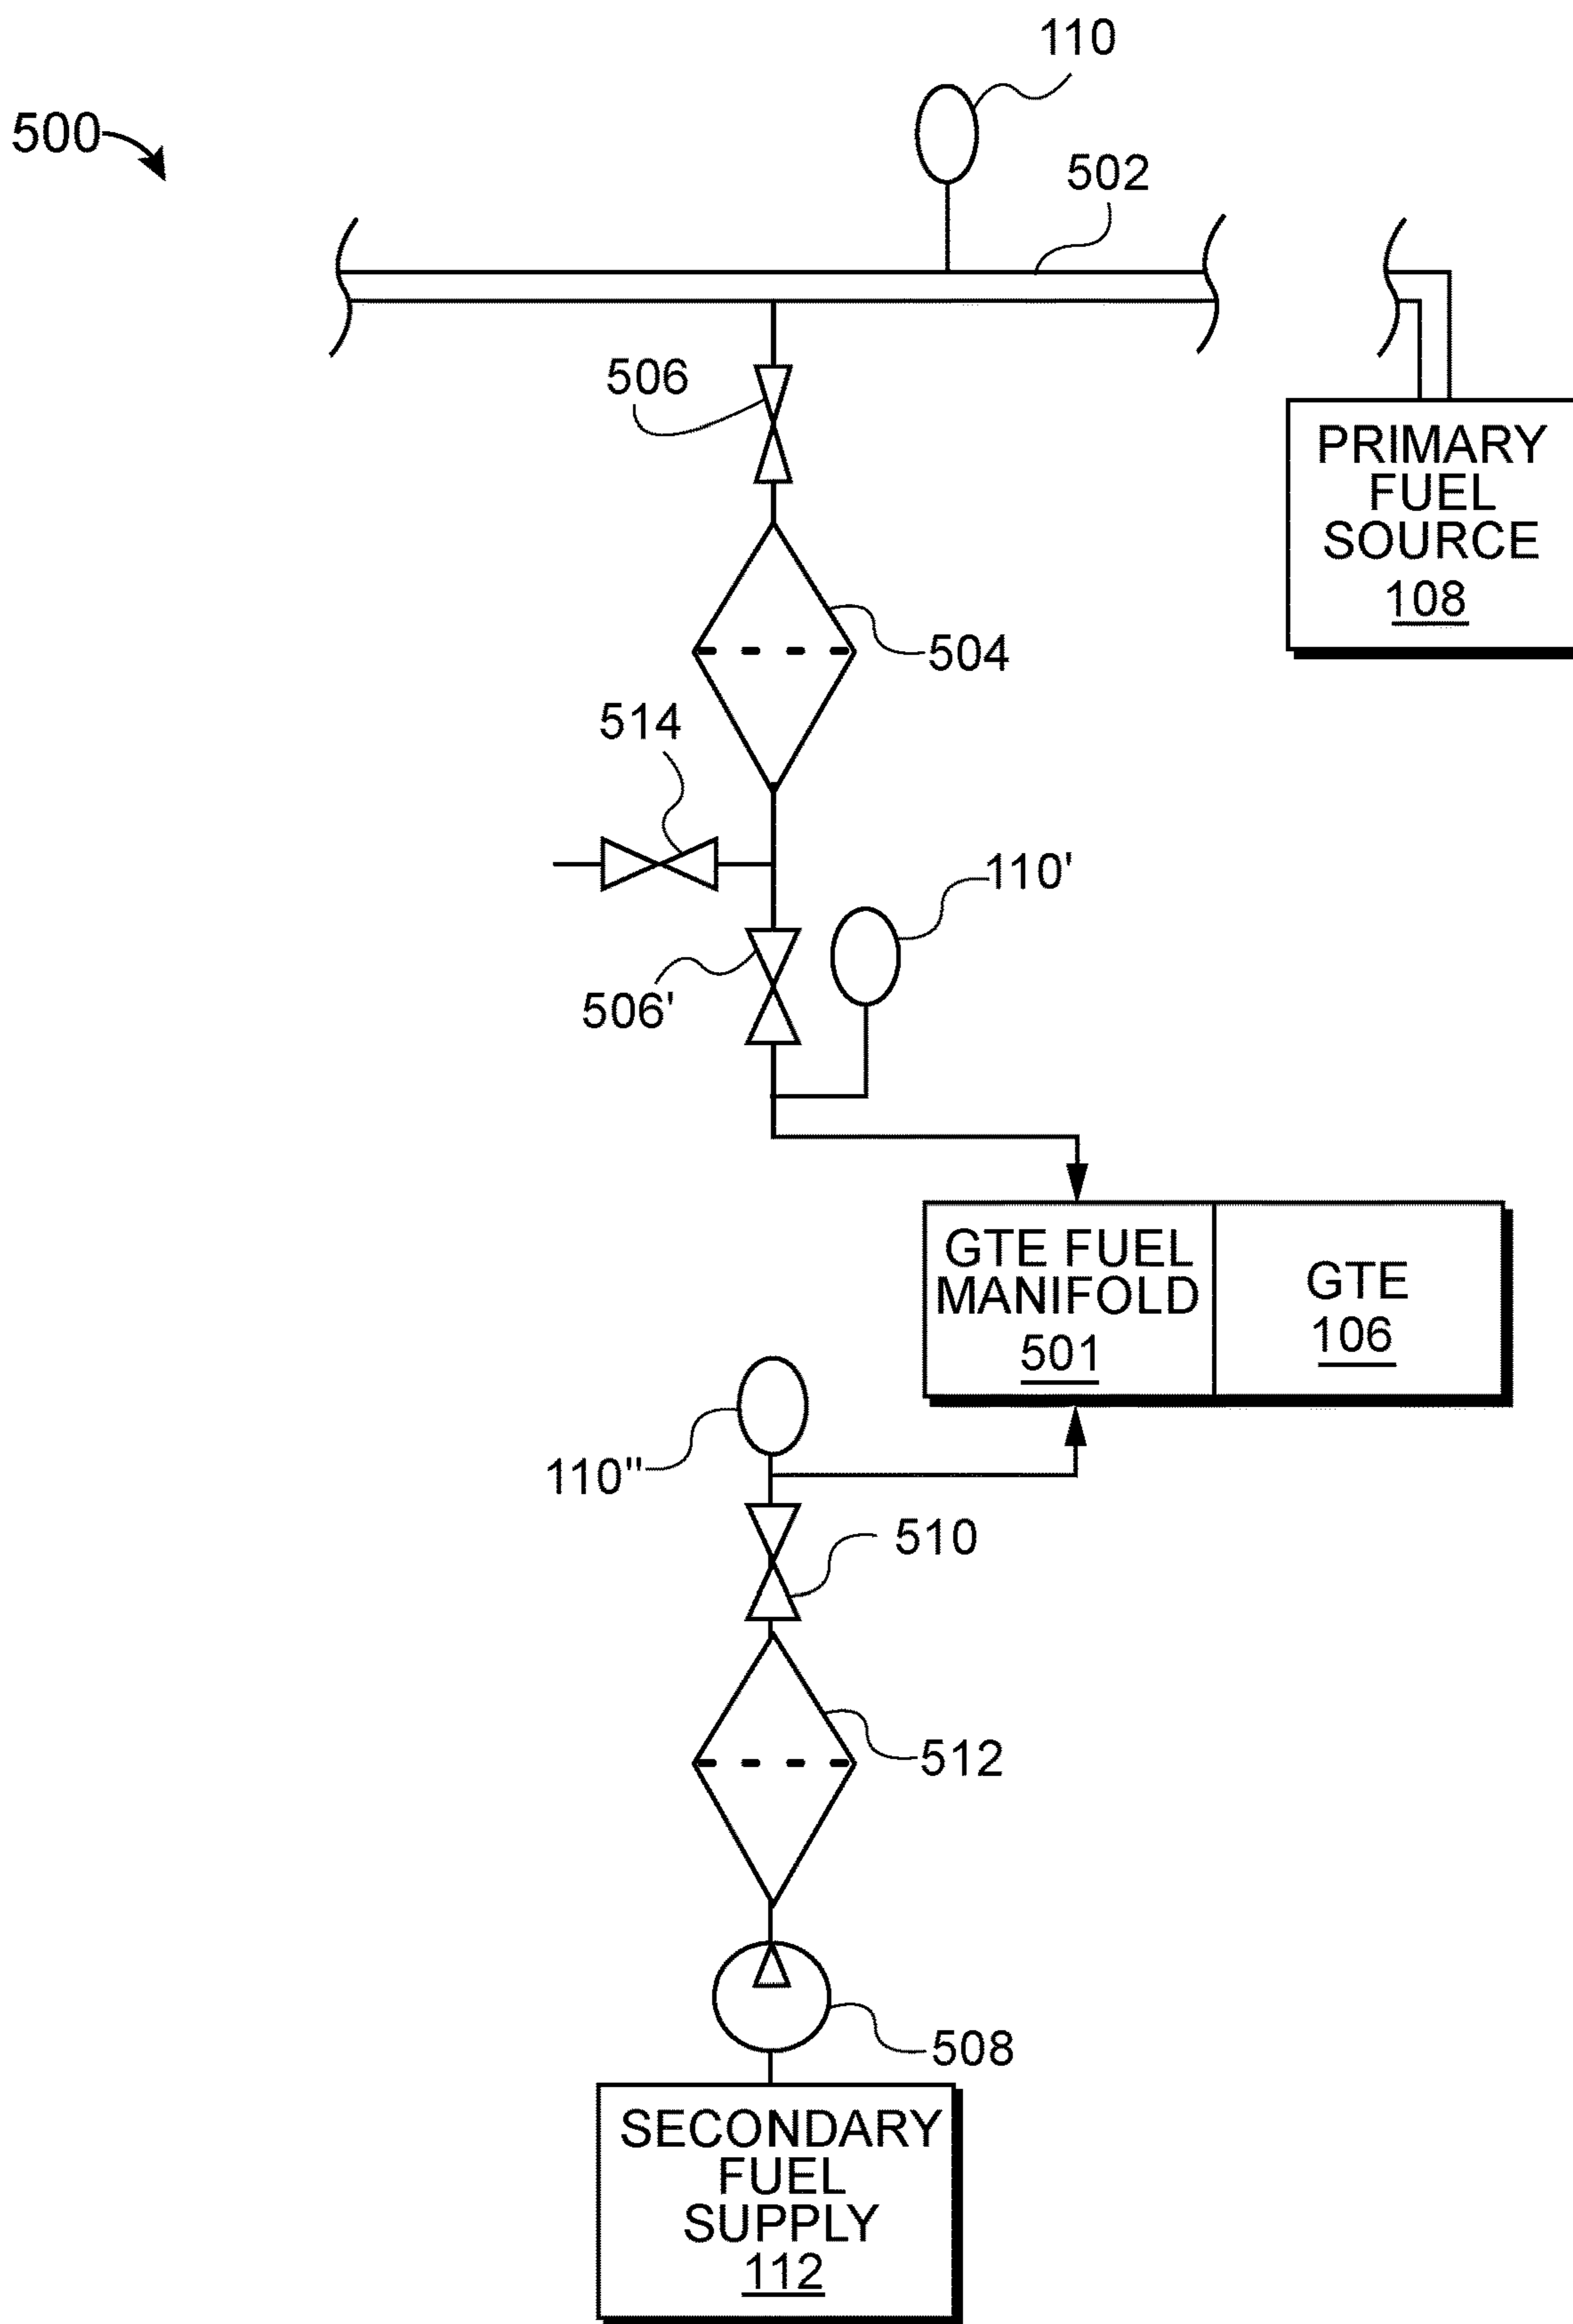 110
500
502
506
PRIMARY
FUEL
SOURCE
108
504
514
110'
506'
GTE FUEL
MANIFOLD
501
GTE
106
110"
510
512
508
SECONDARY
FUEL
SUPPLY
112